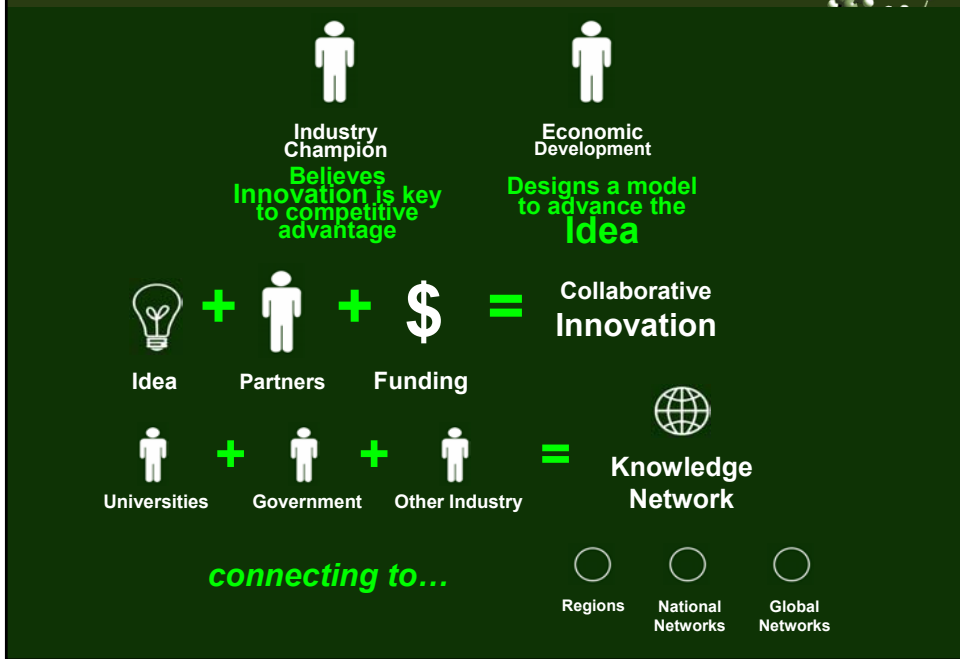 Industry
Champion
Believes
Innovation is key
to competitive
advantage
Economic
Development
Designs a model
to advance the
Idea
+ + $ = Collaborative
Innovation
Idea Partners Funding
+ + =
Universities Government Other Industry
Knowledge
Network
connecting to…
Regions
National
Networks
Global
Networks